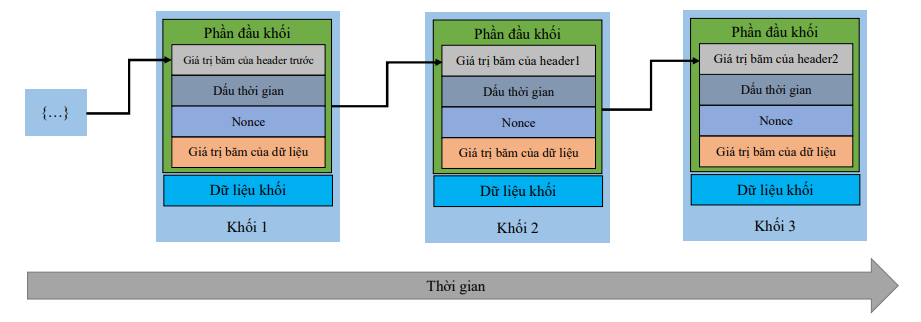 {…}
Phần đầu khối
Giá trị băm của header trước
Dấu thời gian
Nonce
Giá trị băm của dữ liệu
Dữ liệu khối
Khối 1
Phần đầu khối
Giá trị băm của header1
Dấu thời gian
Nonce
Giá trị băm của dữ liệu
Dữ liệu khối
Khối 2
Phần đầu khối
Giá trị băm của header2
Dấu thời gian
Nonce
Giá trị băm của dữ liệu
Dữ liệu khối
Khối 3
Thời gian